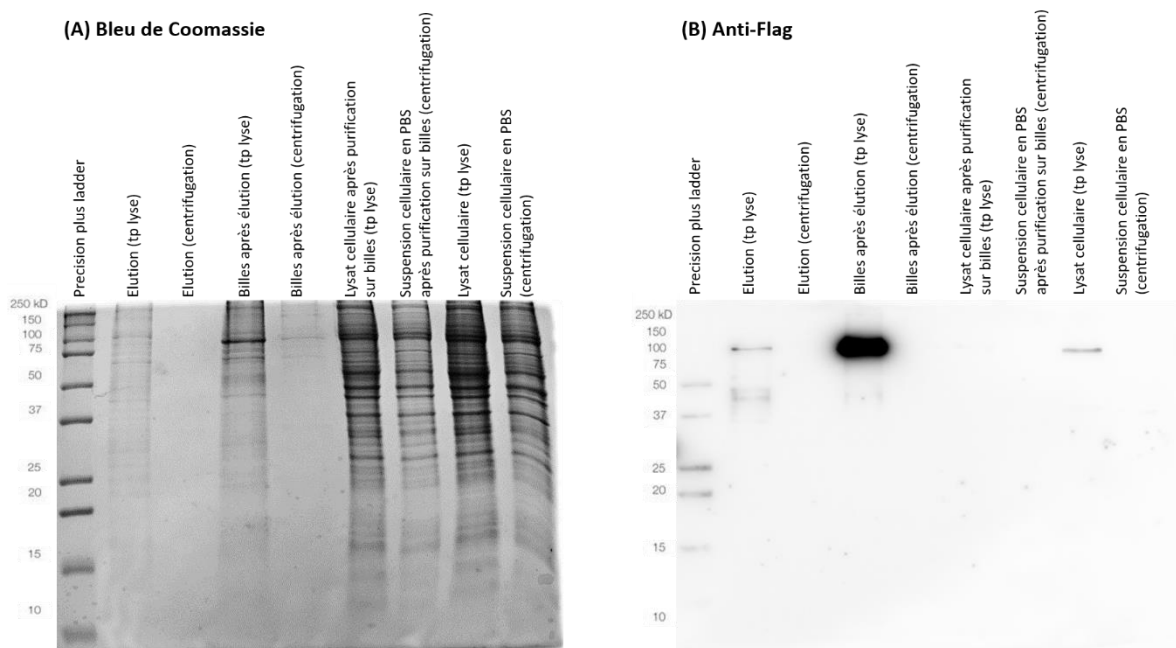 (A) Bleu de Coomassie
Precision plus ladder
Elution (tp lyse)
Elution (centrifugation)
Billes après élution (tp lyse)
Billes après élution (centrifugation)
Lysat cellulaire après purification
sur billes (tp lyse)
Suspension cellulaire en PBS
après purification sur billes (centrifugation)
Lysat cellulaire (tp lyse)
Suspension cellulaire en PBS
(centrifugation)
250 kD
150
100
75
50
37
25
20
15
10
(B) Anti-Flag
Precision plus ladder
Elution (tp lyse)
Elution (centrifugation)
Billes après élution (tp lyse)
Billes après élution (centrifugation)
Lysat cellulaire après purification
sur billes (tp lyse)
Suspension cellulaire en PBS
après purification sur billes (centrifugation)
Lysat cellulaire (tp lyse)
Suspension cellulaire en PBS
(centrifugation)
250 kD
150
100
75
50
37
25
20
15
10